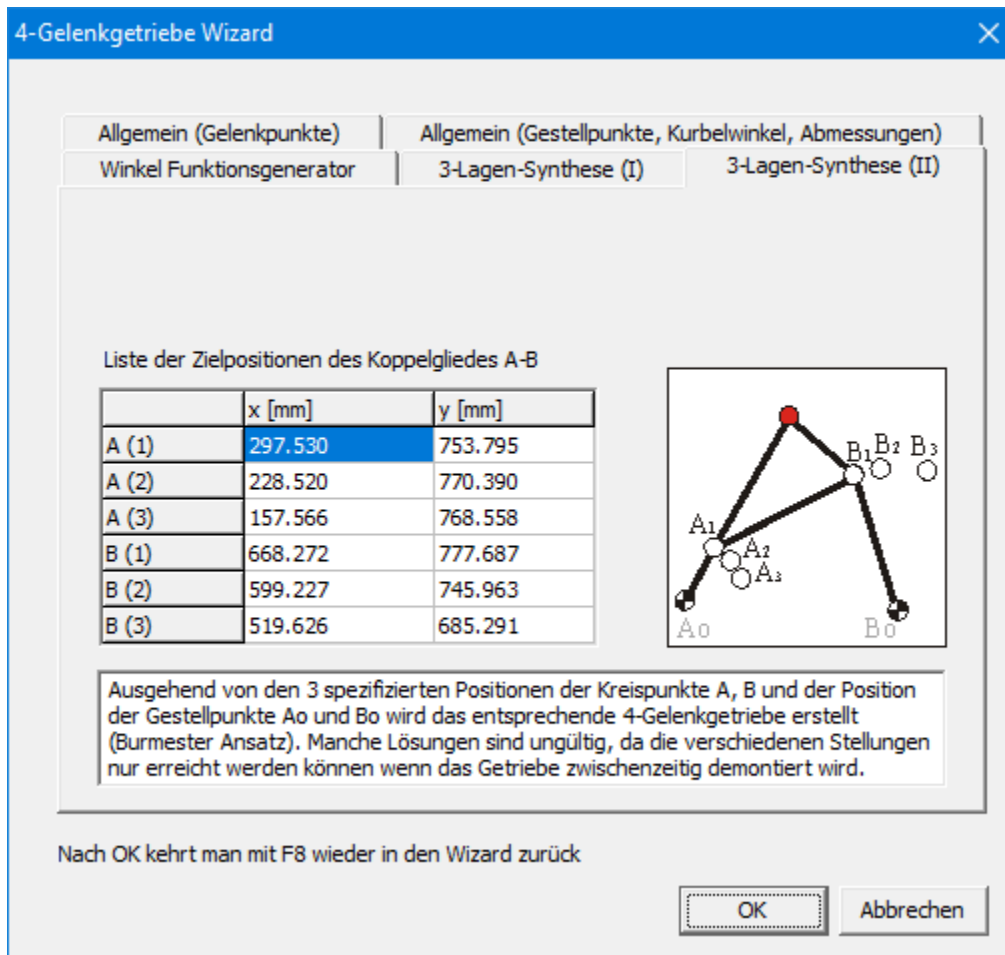 4-Gelenkgetriebe Wizard
Allgemein (Gelenkpunkte) Allgemein (Gestellpunkte, Kurbelwinkel, Abmessungen)
Winkel Funktionsgenerator 3-Lagen-Synthese (I) 3-Lagen-Synthese (II)
Liste der Zielpositionen des Koppelgliedes A-B
x [mm] y [mm]
A (1) 297.530 753.795
A (2) 228.520 770.390
A (3) 157.566 768.558
B (1) 668.272 777.687
B (2) 599.227 745.963
B (3) 519.626 685.291
B1 B2 B3
A1
A2
A3
Ao Bo
Ausgehend von den 3 spezifizierten Positionen der Kreispunkte A, B und der Position
der Gestellpunkte Ao und Bo wird das entsprechende 4-Gelenkgetriebe erstellt
(Burmester Ansatz). Manche Lösungen sind ungültig, da die verschiedenen Stellungen
nur erreicht werden können wenn das Getriebe zwischenzeitig demontiert wird.
Nach OK kehrt man mit F8 wieder in den Wizard zurück
OK Abbrechen